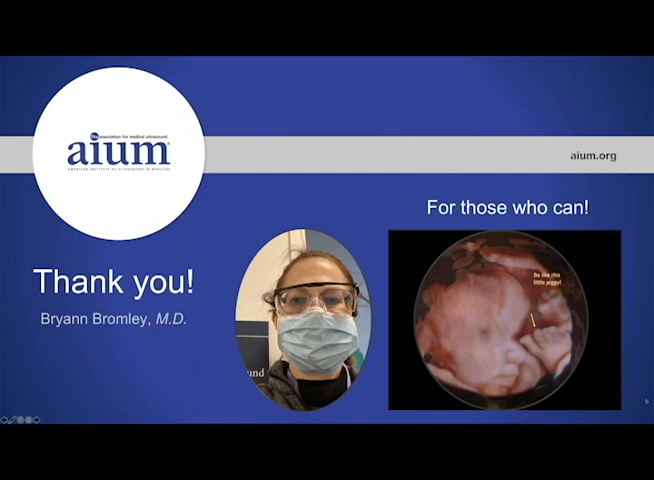 the association for medical ultrasound
aium
AMERICAN INSTITUTE OF ULTRASOUND IN MEDICINE
aium.org
For those who can!
Be like this
little piggy!
Thank you!
Bryann Bromley, M.D.
und